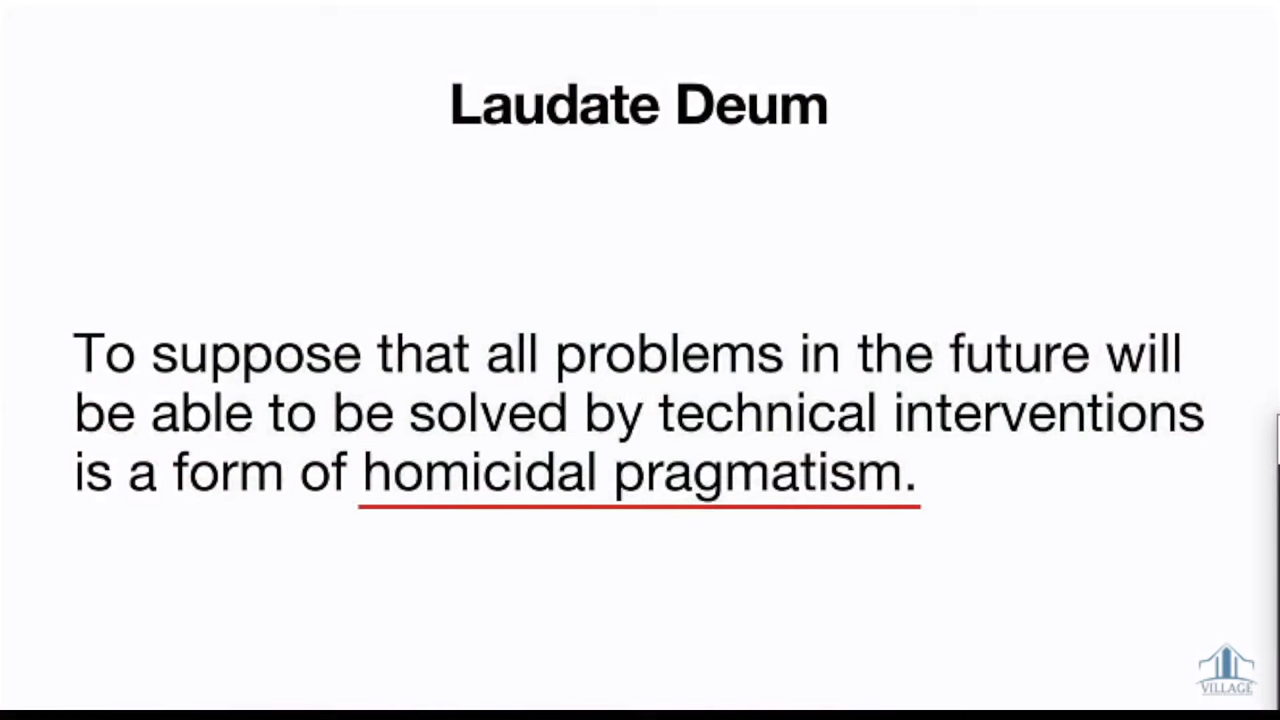 Laudate Deum
To suppose that all problems in the future will
be able to be solved by technical interventions
is a form of homicidal pragmatism.
VILLAGE